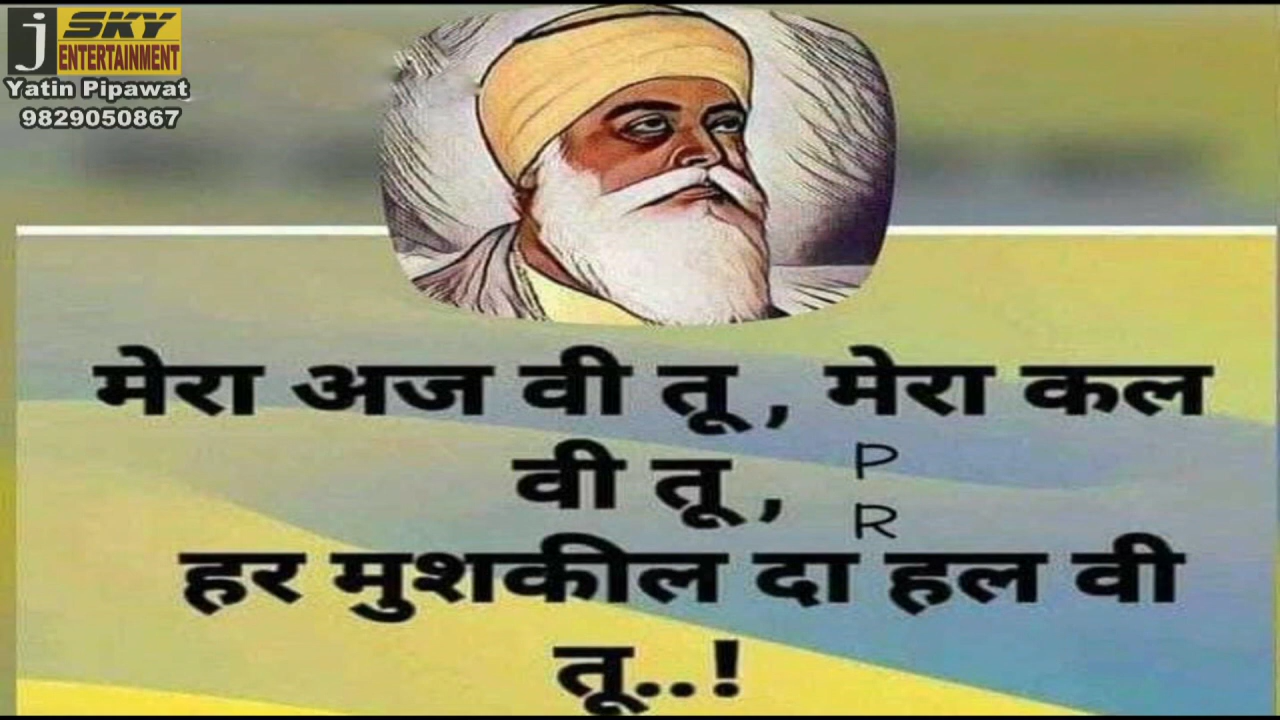 j SKY
ENTERTAINMENT
Yatin Pipawat
9829050867
मेरा अज वी तू , मेरा कल
वी तू ,
P
R
हर मुशकील दा हल वी
तू..!